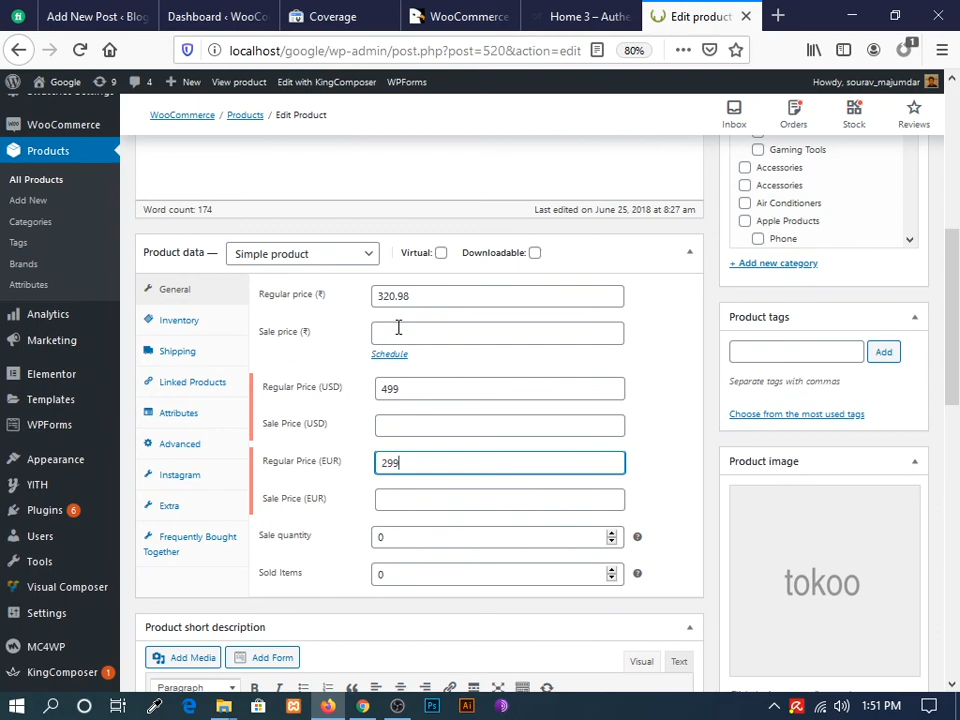 Add New Post ‹ Blog
Dashboard ‹ WooCo
Coverage
WooCommerce
Home 3 – Authe
Edit product
localhost/google/wp-admin/post.php?post=520&action=edit
80%
1
Google
9
4
New
View product
Edit with KingComposer
WPForms
Howdy, sourav_majumdar
WooCommerce
Products
All Products
Add New
Categories
Tags
Brands
Attributes
Analytics
Marketing
Elementor
Templates
WPForms
Appearance
YITH
Plugins 6
Users
Tools
Visual Composer
Settings
MC4WP
KingComposer 1
WooCommerce / Products / Edit Product
Inbox
Orders
Stock
Reviews
Word count: 174
Last edited on June 25, 2018 at 8:27 am
Product data —
Simple product
Virtual:
Downloadable:
General
Inventory
Shipping
Linked Products
Attributes
Advanced
Instagram
Extra
Frequently Bought
Together
Regular price (₹)
320.98
Sale price (₹)
Schedule
Regular Price (USD)
499
Sale Price (USD)
Regular Price (EUR)
299
Sale Price (EUR)
Sale quantity
0
Sold Items
0
Product short description
Add Media
Add Form
Visual
Text
Paragraph
B
I
Gaming Tools
Accessories
Accessories
Air Conditioners
Apple Products
Phone
+ Add new category
Product tags
Add
Separate tags with commas
Choose from the most used tags
Product image
tokoo
Ps
Ai
1:51 PM